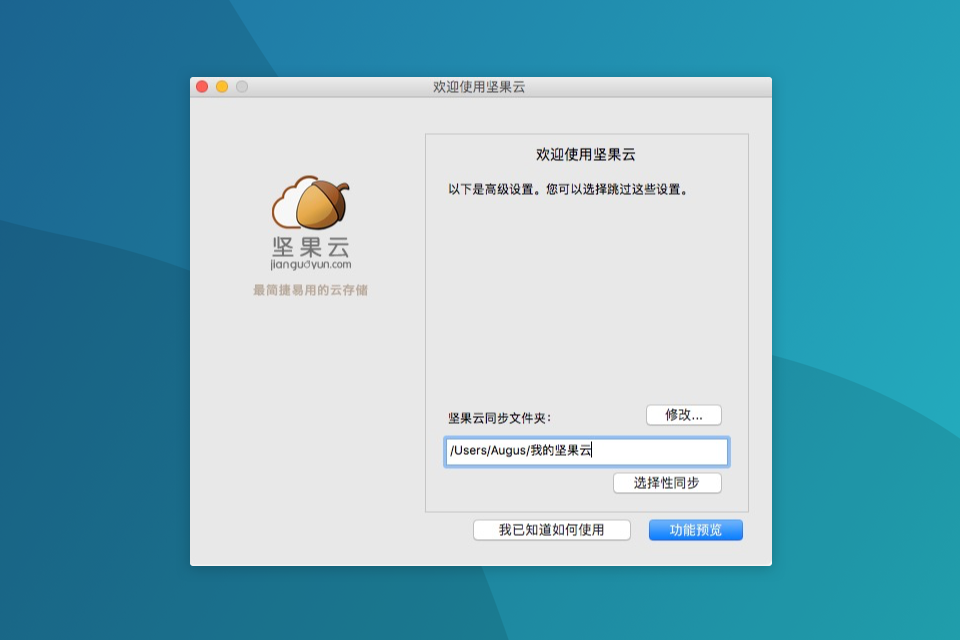 欢迎使用坚果云
坚果云
jianguoyun.com
最简捷易用的云存储
欢迎使用坚果云
以下是高级设置。您可以选择跳过这些设置。
坚果云同步文件夹：
修改...
/Users/Augus/我的坚果云
选择性同步
我已知道如何使用
功能预览